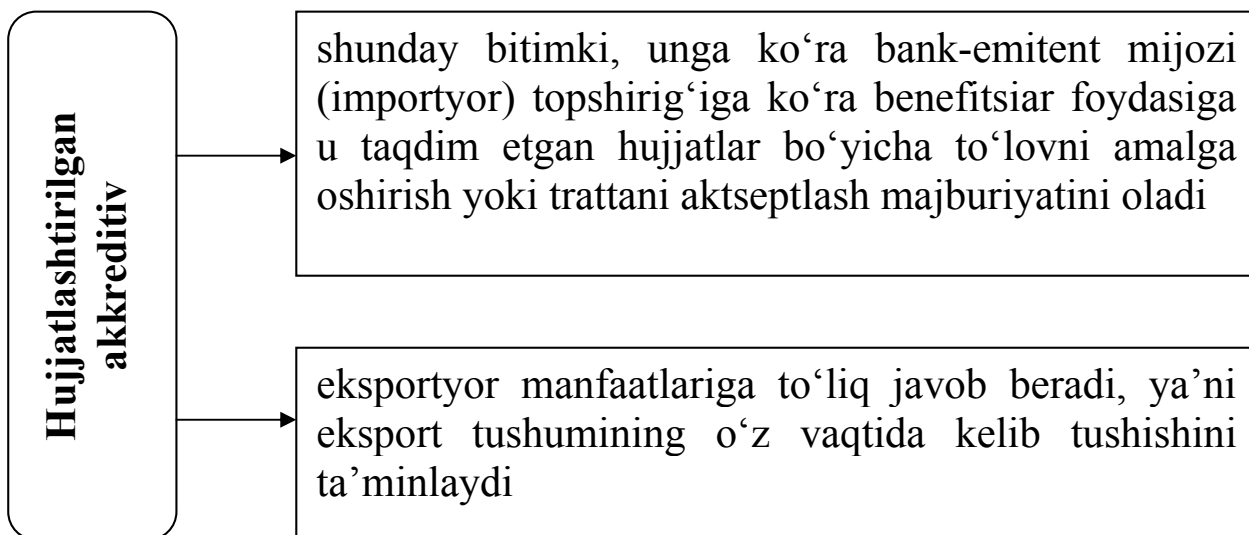 Hujjatlashtirilgan
akkreditiv
shunday bitimki, unga ko‘ra bank-emitent mijozi
(importyor) topshirig‘iga ko‘ra benefitsiar foydasiga
u taqdim etgan hujjatlar bo‘yicha to‘lovni amalga
oshirish yoki trattani aktseptlash majburiyatini oladi
eksportyor manfaatlariga to‘liq javob beradi, ya’ni
eksport tushumining o‘z vaqtida kelib tushishini
ta’minlaydi